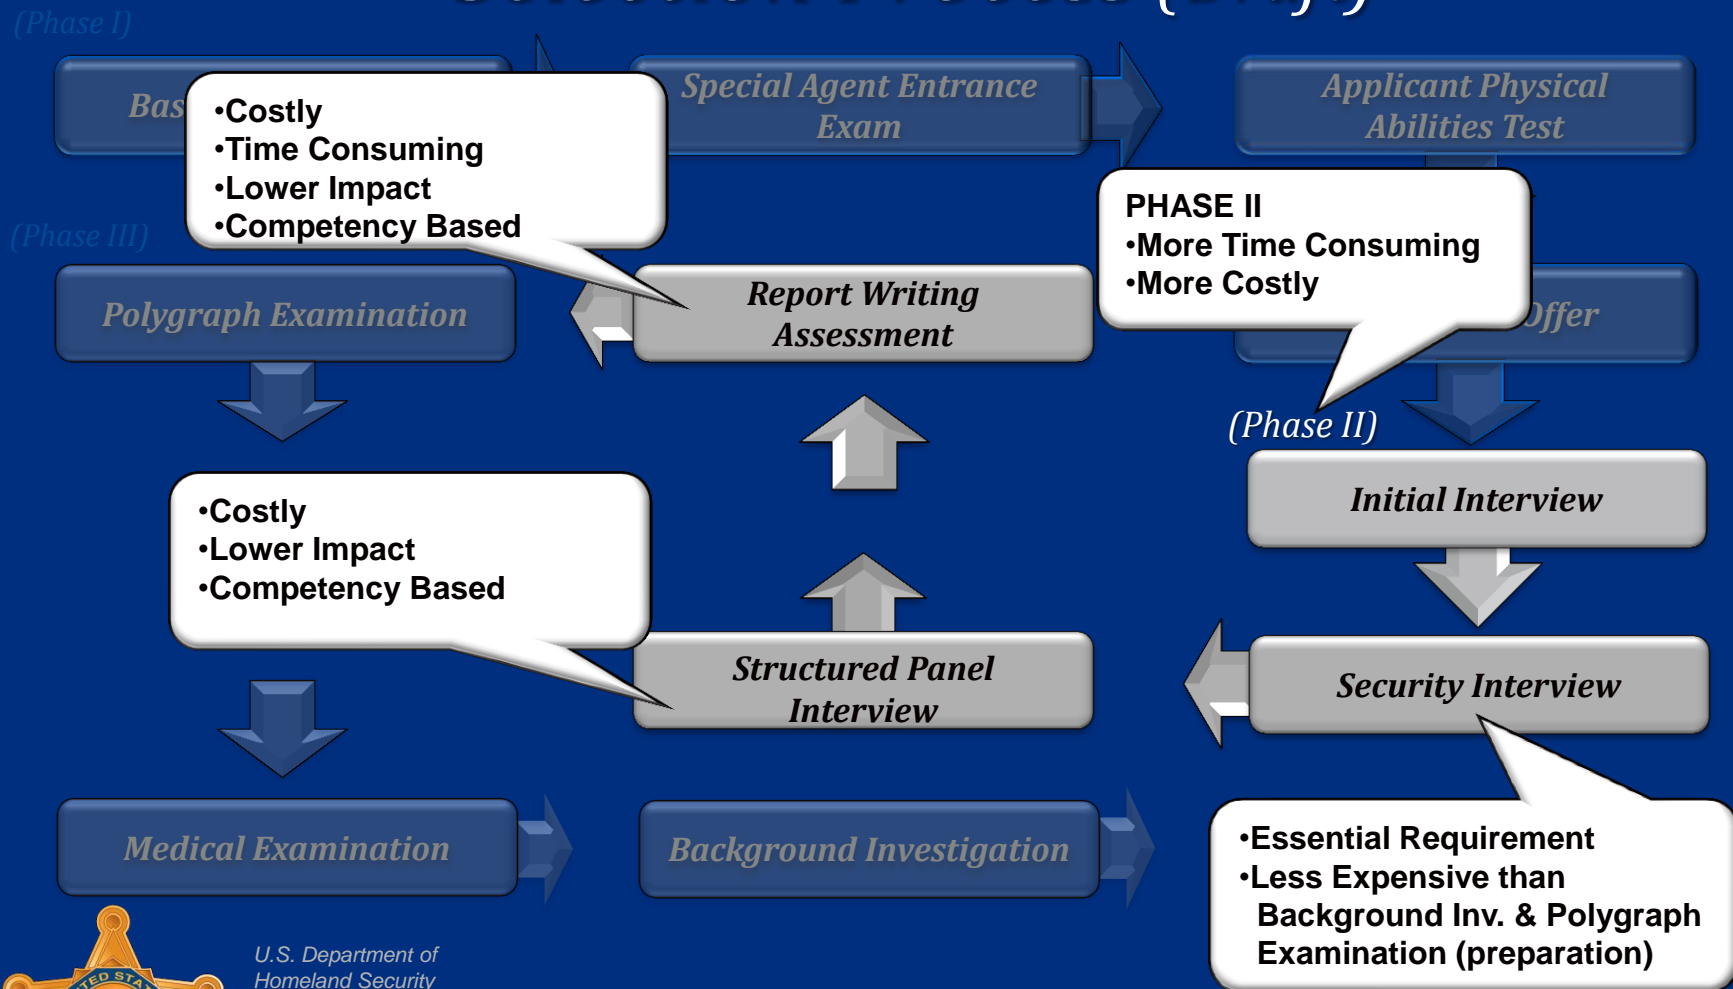 (Phase I)
Special Agent Entrance
Exam
Applicant Physical
Abilities Test
•Costly
•Time Consuming
•Lower Impact
•Competency Based
PHASE II
•More Time Consuming
•More Costly
(Phase III)
Polygraph Examination
Report Writing
Assessment
Offer
(Phase II)
Initial Interview
•Costly
•Lower Impact
•Competency Based
Structured Panel
Interview
Security Interview
Medical Examination
Background Investigation
•Essential Requirement
•Less Expensive than
Background Inv. & Polygraph
Examination (preparation)
U.S. Department of
Homeland Security